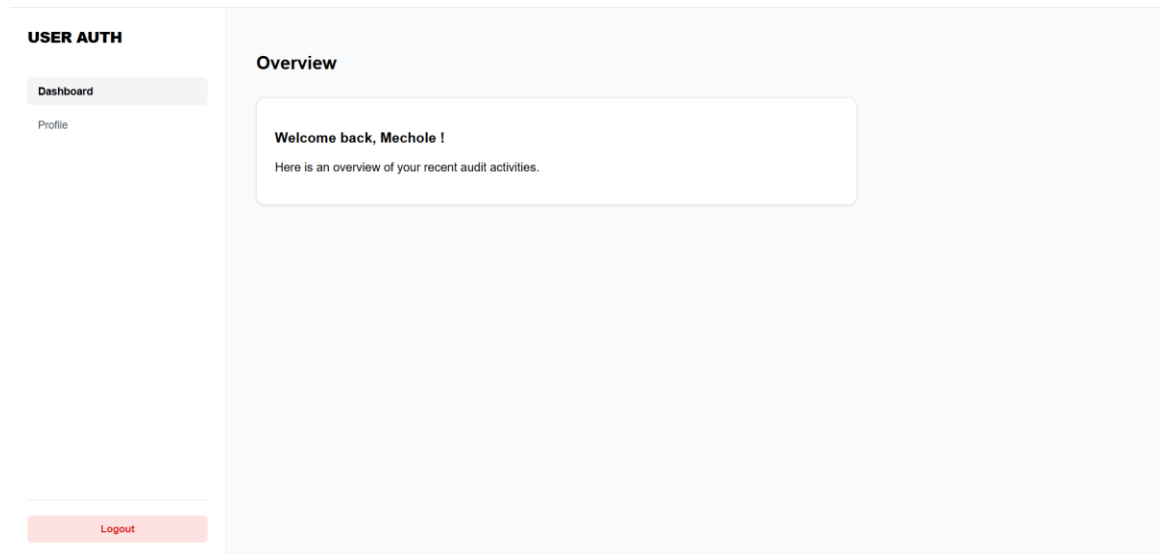 USER AUTH
Dashboard
Profile
Logout
Overview
Welcome back, Mechole !
Here is an overview of your recent audit activities.